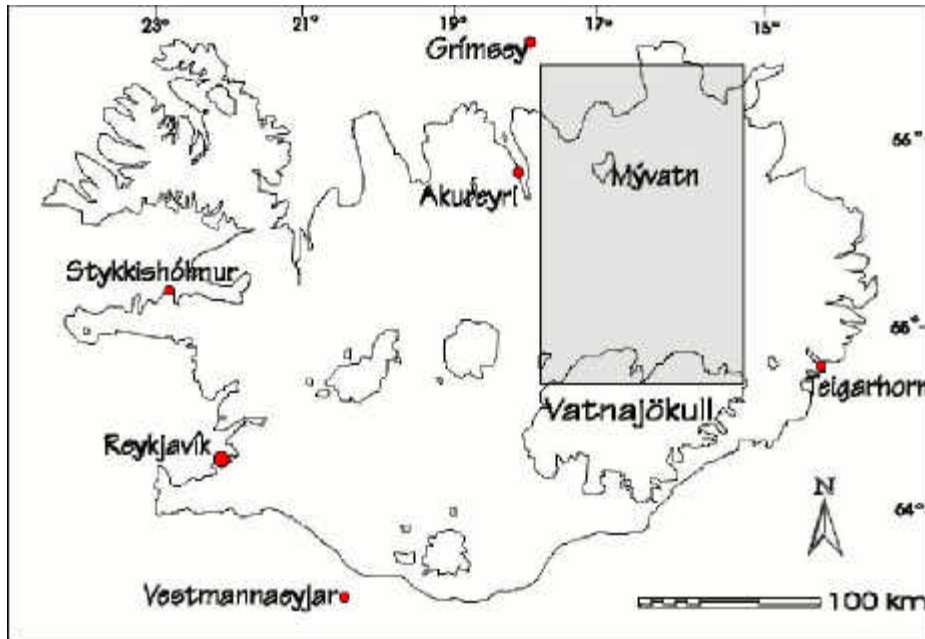 23° 21° 19° 17° 15°
Grímsey
66°
Mývatn
Akureyri
Stykkishólmur
65°
Teigarhorn
Vatnajökull
Reykjavík
N
64°
Vestmannaeyjar
100 km